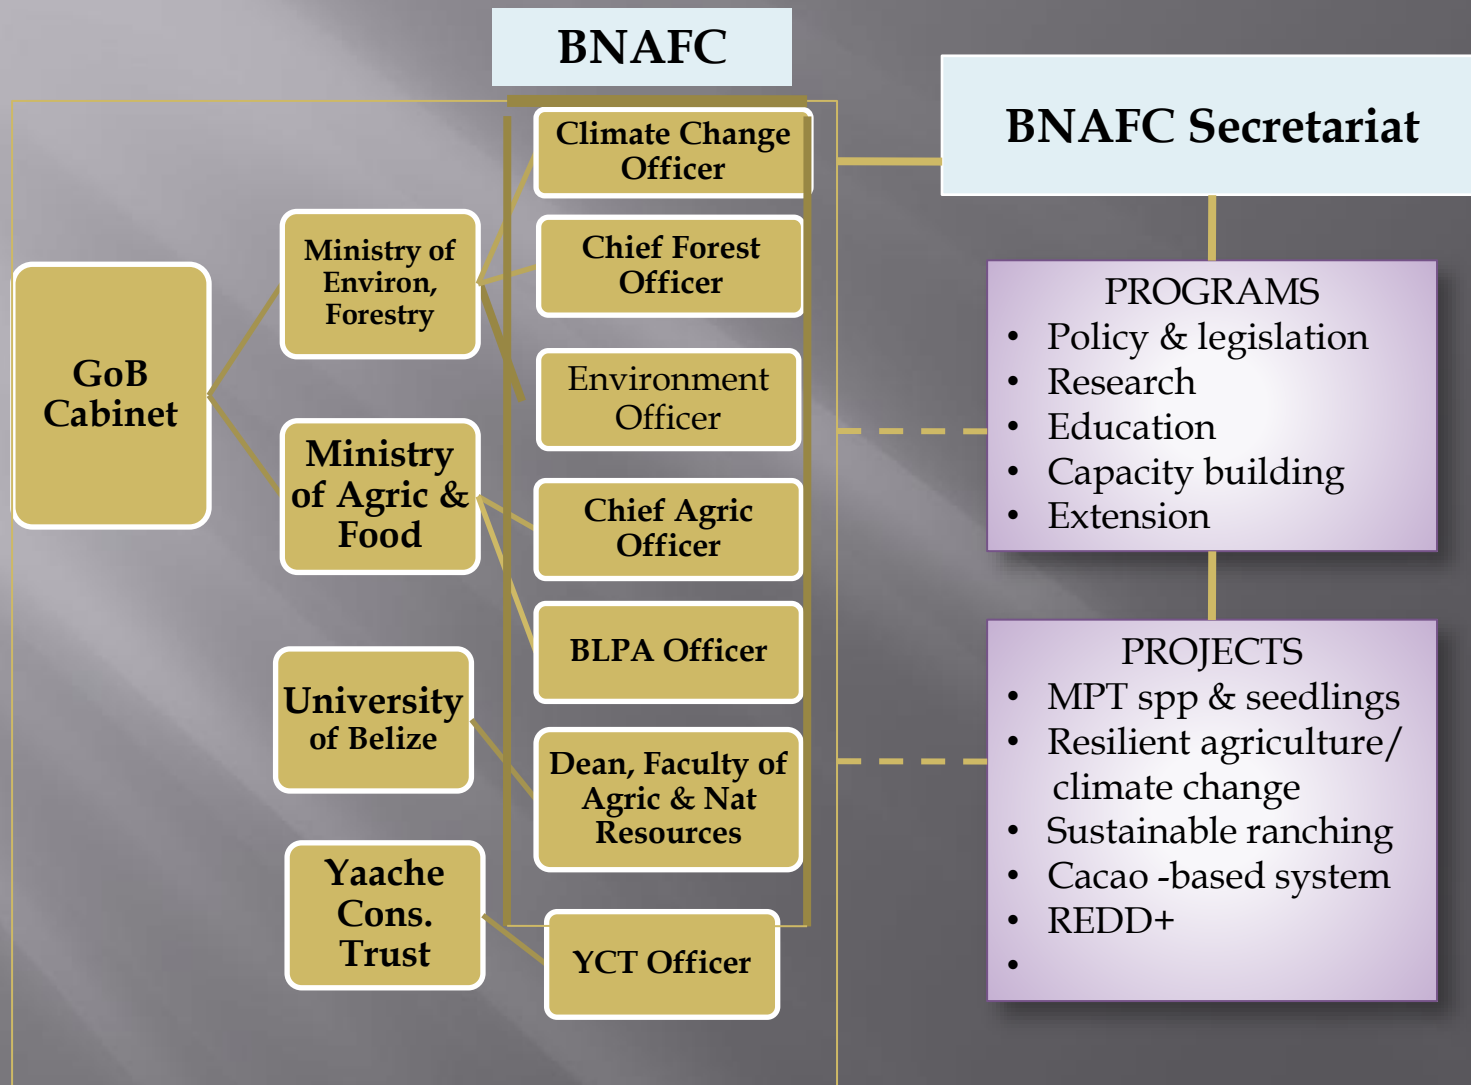 BNAFC
BNAFC Secretariat
GoB
Cabinet
Ministry of
Environ,
Forestry
Ministry
of Agric &
Food
University
of Belize
Yaache
Cons.
Trust
Climate Change
Officer
Chief Forest
Officer
Environment
Officer
Chief Agric
Officer
BLPA Officer
Dean, Faculty of
Agric & Nat
Resources
YCT Officer
PROGRAMS
• Policy & legislation
• Research
• Education
• Capacity building
• Extension
PROJECTS
• MPT spp & seedlings
• Resilient agriculture/
climate change
• Sustainable ranching
• Cacao -based system
• REDD+
•